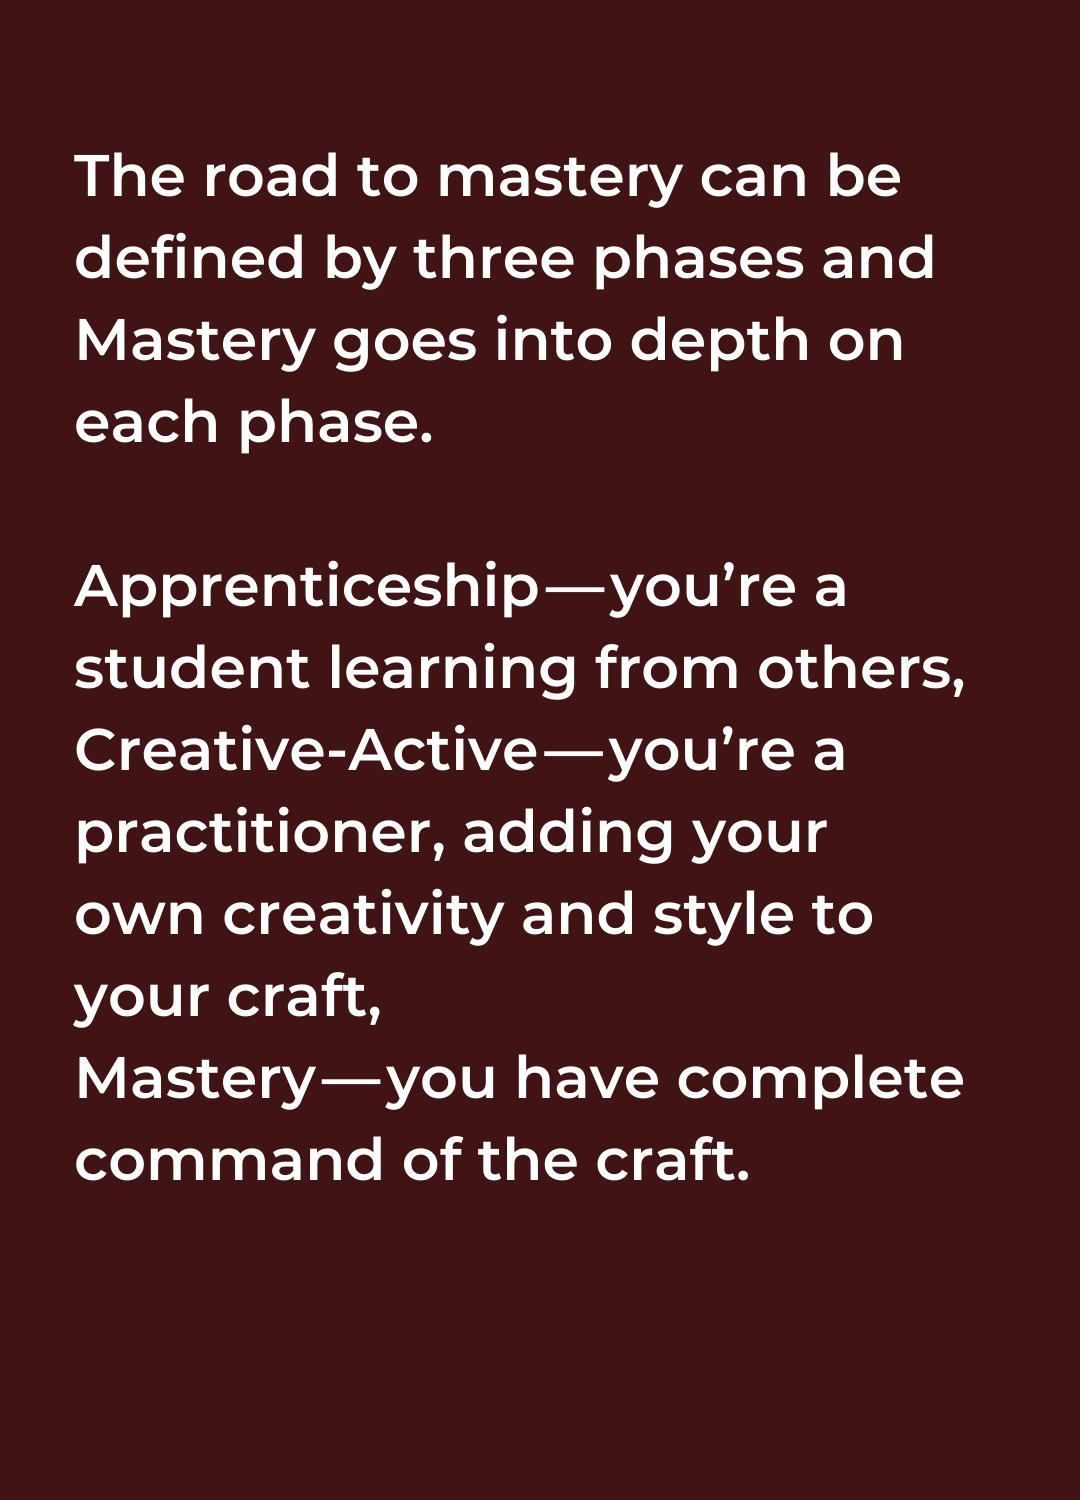 The road to mastery can be
defined by three phases and
Mastery goes into depth on
each phase.
Apprenticeship—you’re a
student learning from others,
Creative-Active—you’re a
practitioner, adding your
own creativity and style to
your craft,
Mastery—you have complete
command of the craft.